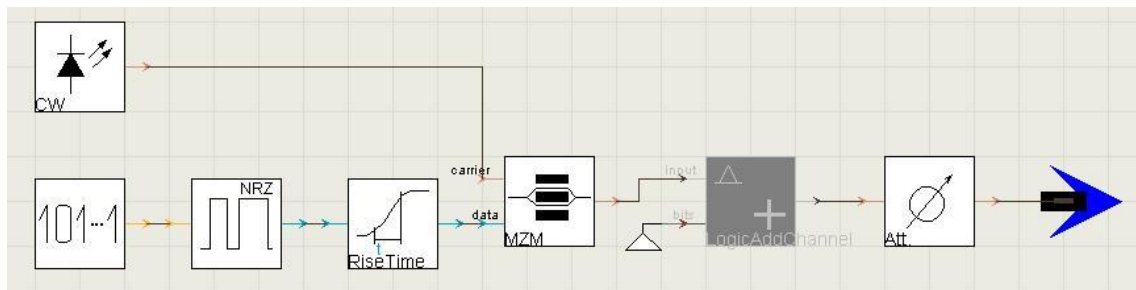 CW
carrier
input
NRZ
101...1
data
bits
t
RiseTime
MZM
LogicAddChannel
Att.